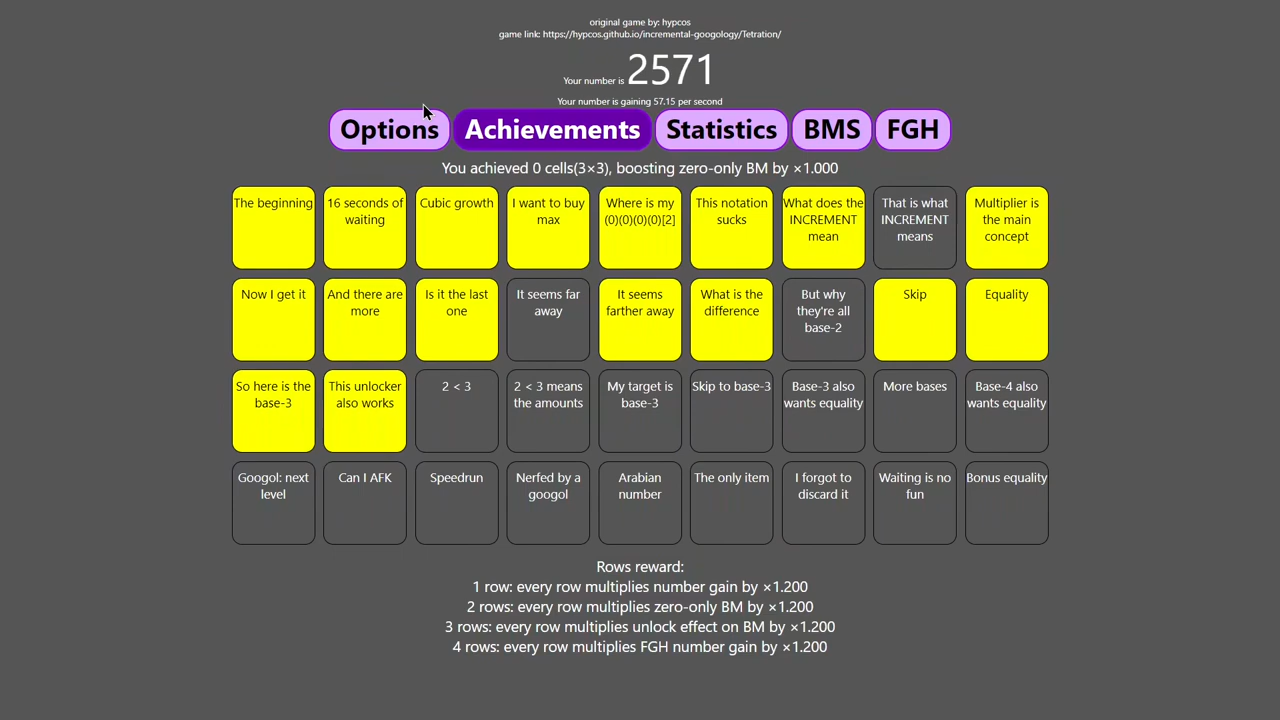 original game by: hypcos
game link: https://hypcos.github.io/incremental-googology/Tetration/
Your number is 2571
Your number is gaining 57.15 per second
Options Achievements Statistics BMS FGH
You achieved 0 cells(3×3), boosting zero-only BM by ×1.000
The beginning
16 seconds of
waiting
Cubic growth
I want to buy
max
Where is my
(0)(0)(0)(0)[2]
This notation
sucks
What does the
INCREMENT
mean
That is what
INCREMENT
means
Multiplier is
the main
concept
Now I get it
And there are
more
Is it the last
one
It seems far
away
It seems
farther away
What is the
difference
But why
they're all
base-2
Skip
Equality
So here is the
base-3
This unlocker
also works
2 < 3
2 < 3 means
the amounts
My target is
base-3
Skip to base-3
Base-3 also
wants equality
More bases
Base-4 also
wants equality
Googol: next
level
Can I AFK
Speedrun
Nerfed by a
googol
Arabian
number
The only item
I forgot to
discard it
Waiting is no
fun
Bonus equality
Rows reward:
1 row: every row multiplies number gain by ×1.200
2 rows: every row multiplies zero-only BM by ×1.200
3 rows: every row multiplies unlock effect on BM by ×1.200
4 rows: every row multiplies FGH number gain by ×1.200